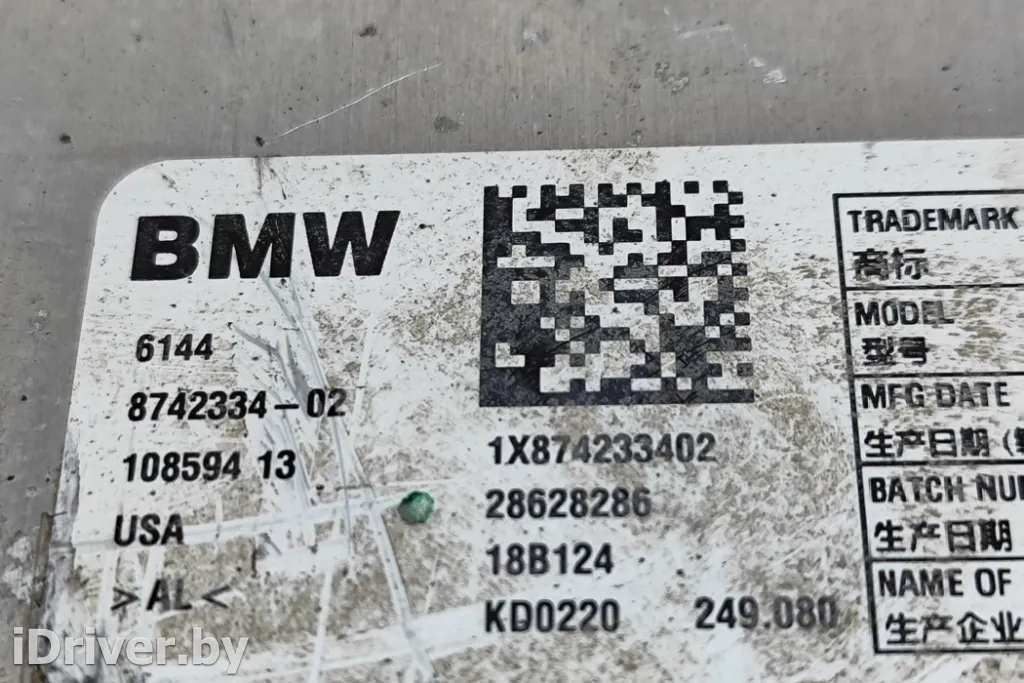 BMW
6144
8742334-02
108594 13
USA
>AL<
1X874233402
28628286
18B124
KD0220 249.080
TRADEMARK
商标
MODEL
型号
MFG DATE
生产日期
BATCH NU
生产日期
NAME OF
生产企业
iDriver.by